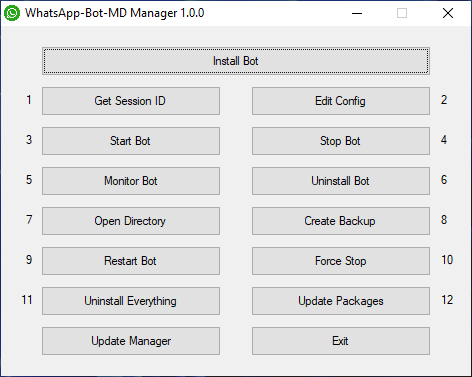 WhatsApp-Bot-MD Manager 1.0.0
Install Bot
1 Get Session ID Edit Config 2
3 Start Bot Stop Bot 4
5 Monitor Bot Uninstall Bot 6
7 Open Directory Create Backup 8
9 Restart Bot Force Stop 10
11 Uninstall Everything Update Packages 12
Update Manager Exit